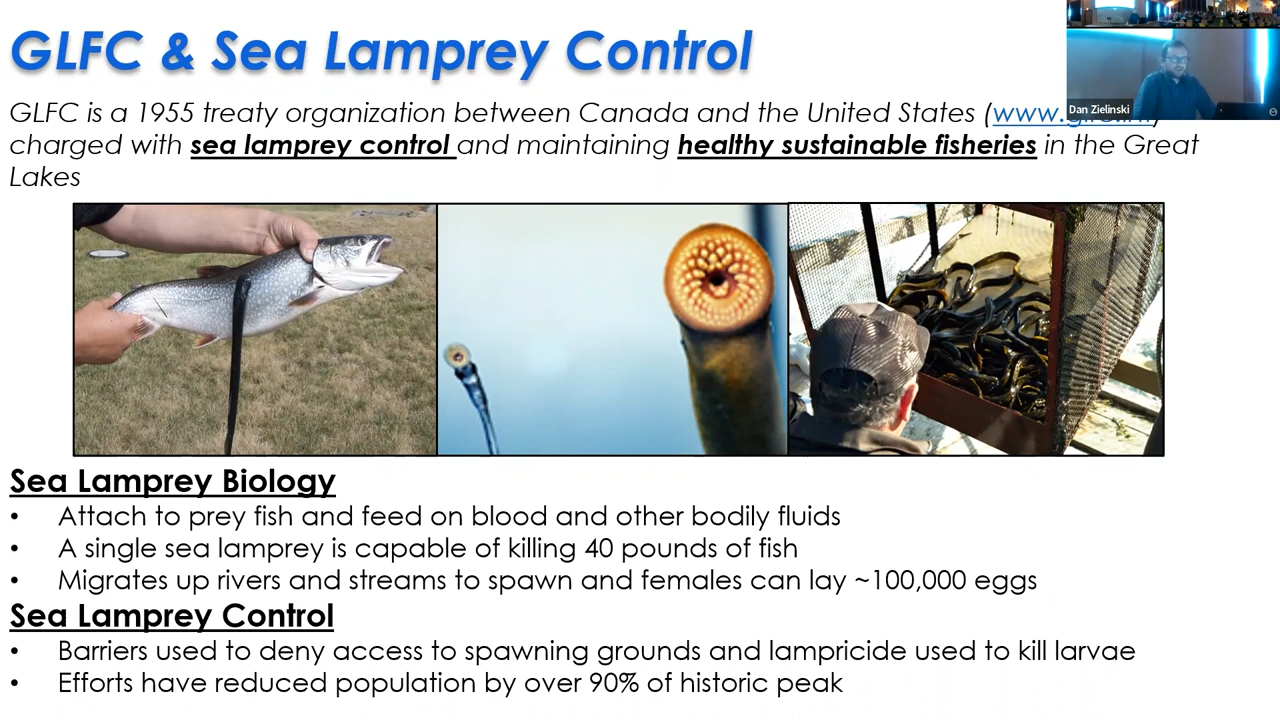 GLFC & Sea Lamprey Control
GLFC is a 1955 treaty organization between Canada and the United States (www.
charged with sea lamprey control and maintaining healthy sustainable fisheries in the Great
Lakes
Dan Zielinski
Sea Lamprey Biology
• Attach to prey fish and feed on blood and other bodily fluids
• A single sea lamprey is capable of killing 40 pounds of fish
• Migrates up rivers and streams to spawn and females can lay ~100,000 eggs
Sea Lamprey Control
• Barriers used to deny access to spawning grounds and lampricide used to kill larvae
• Efforts have reduced population by over 90% of historic peak